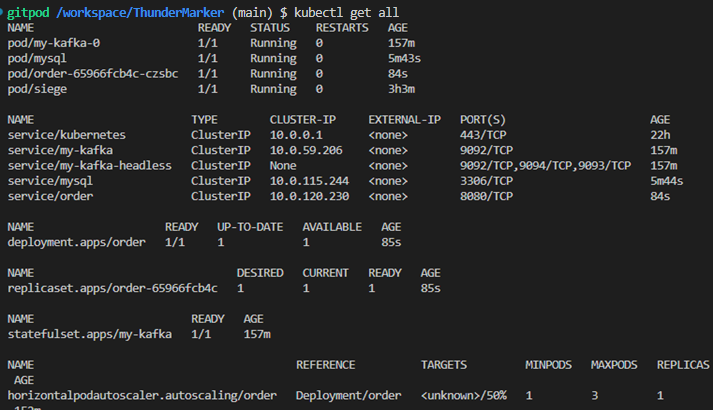 gitpod /workspace/ThunderMarker (main) $ kubectl get all
NAME READY STATUS RESTARTS AGE
pod/my-kafka-0 1/1 Running 0 157m
pod/mysql 1/1 Running 0 5m43s
pod/order-65966fcb4c-czsbc 1/1 Running 0 84s
pod/siege 1/1 Running 0 3h3m
NAME TYPE CLUSTER-IP EXTERNAL-IP PORT(S) AGE
service/kubernetes ClusterIP 10.0.0.1 <none> 443/TCP 22h
service/my-kafka ClusterIP 10.0.59.206 <none> 9092/TCP 157m
service/my-kafka-headless ClusterIP None <none> 9092/TCP,9094/TCP,9093/TCP 157m
service/mysql ClusterIP 10.0.115.244 <none> 3306/TCP 5m44s
service/order ClusterIP 10.0.120.230 <none> 8080/TCP 84s
NAME READY UP-TO-DATE AVAILABLE AGE
deployment.apps/order 1/1 1 1 85s
NAME DESIRED CURRENT READY AGE
replicaset.apps/order-65966fcb4c 1 1 1 85s
NAME READY AGE
statefulset.apps/my-kafka 1/1 157m
NAME REFERENCE TARGETS MINPODS MAXPODS REPLICAS
AGE
horizontalpodautoscaler.autoscaling/order Deployment/order <unknown>/50% 1 3 1